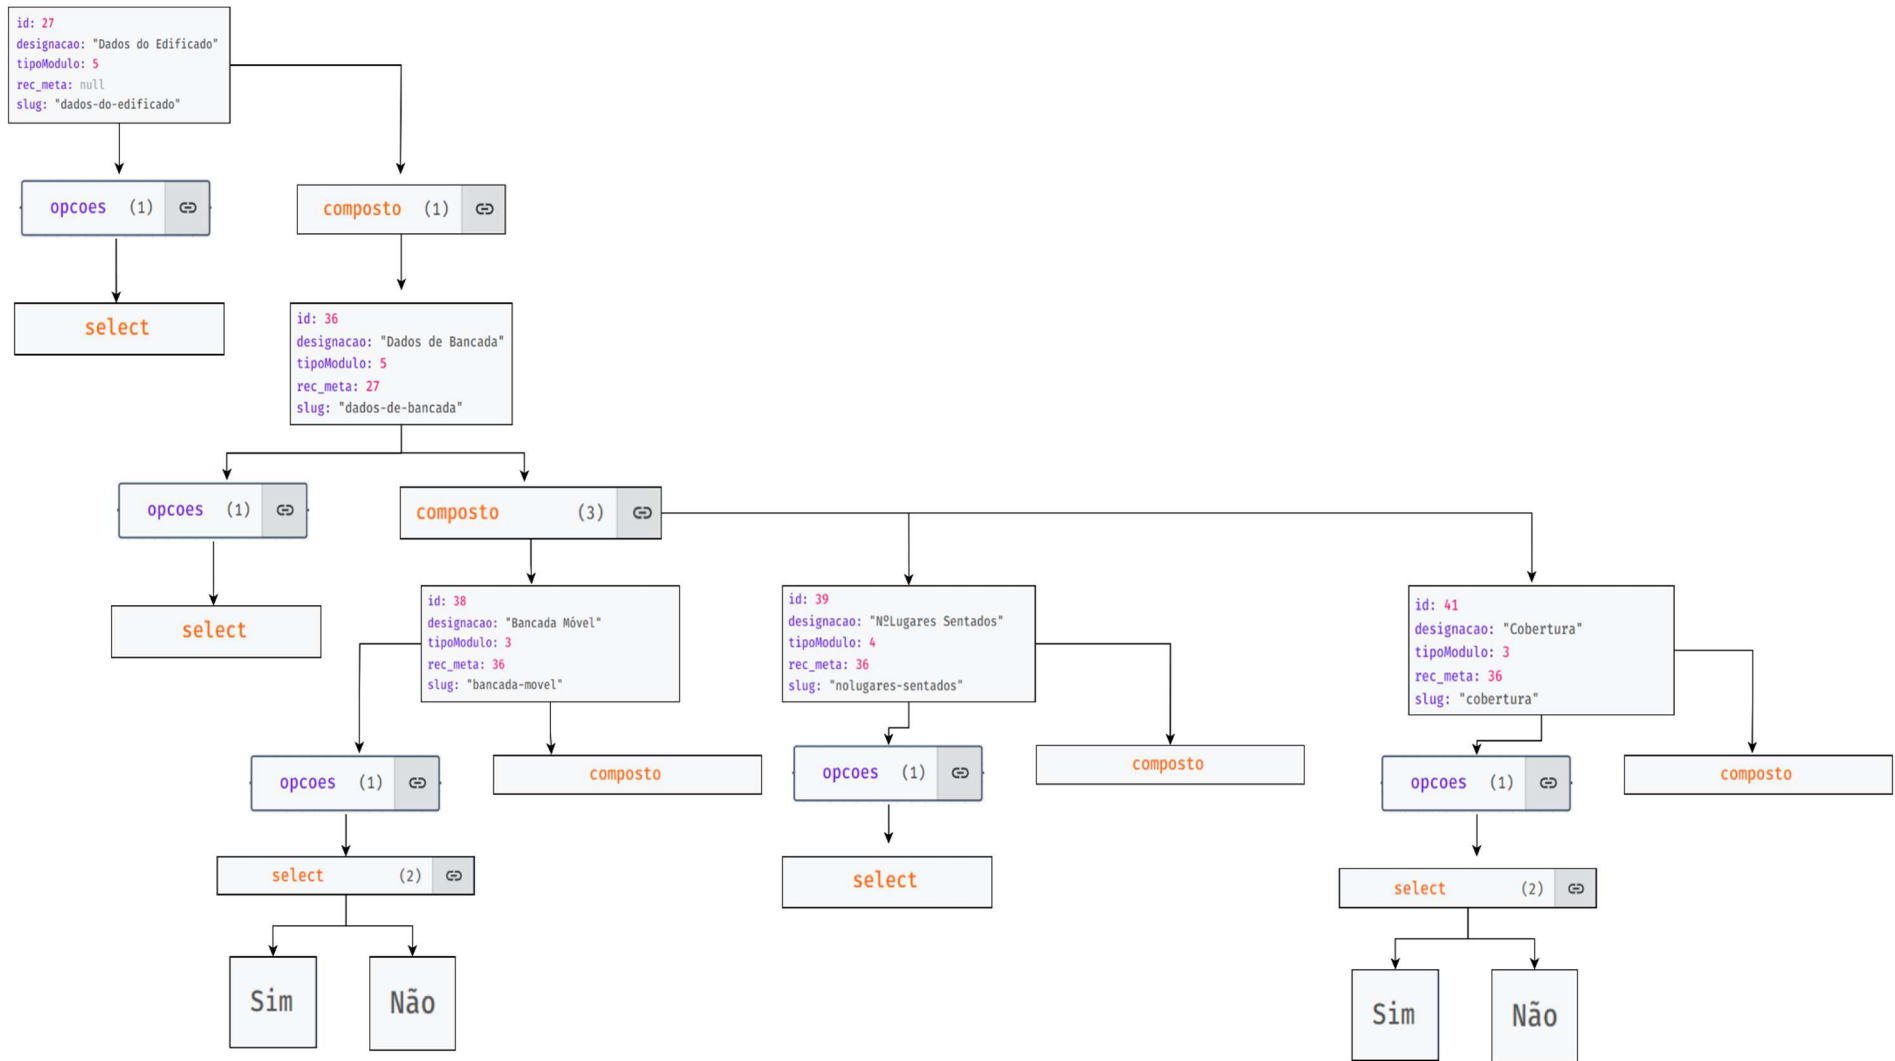 id: 27
designacao: "Dados do Edificado"
tipoModulo: 5
rec_meta: null
slug: "dados-do-edificado"
opcoes (1)
composto (1)
select
id: 36
designacao: "Dados de Bancada"
tipoModulo: 5
rec_meta: 27
slug: "dados-de-bancada"
opcoes (1)
composto (3)
select
id: 38
designacao: "Bancada Móvel"
tipoModulo: 3
rec_meta: 36
slug: "bancada-movel"
id: 39
designacao: "NºLugares Sentados"
tipoModulo: 4
rec_meta: 36
slug: "nolugares-sentados"
id: 41
designacao: "Cobertura"
tipoModulo: 3
rec_meta: 36
slug: "cobertura"
opcoes (1)
composto
opcoes (1)
composto
opcoes (1)
composto
select (2)
select
select (2)
Sim
Não
Sim
Não